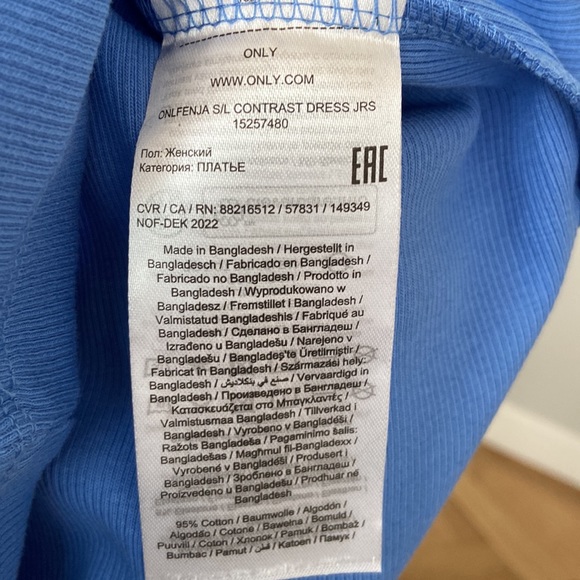 ONLY
WWW.ONLY.COM
ONLFENJA S/L CONTRAST DRESS JRS
15257480
Пол: Женский
Категория: ПЛАТЬЕ
EAC
CVR / CA / RN: 88216512 / 57831 / 149349
NOF-DEK 2022
Made in Bangladesh / Hergestellt in
Bangladesch / Fabricado en Bangladesh /
Fabricado no Bangladesh / Prodotto in
Bangladesh / Wyprodukowano w
Bangladesz / Fremstillet i Bangladesh /
Valmistatud Bangladeshis / Fabriqué au
Bangladesh / Сделано в Бангладеш /
Izrađeno u Bangladešu / Narejeno v
Bangladešu / Bangladeş'te Üretilmiştir /
Fabricat în Bangladesh / Származási hely:
Bangladesh / Vervaardigd in
Bangladesh / صنع في بنكلاديش /
Bangladesh / Произведено в Бангладеш /
Κατασκευάζεται στο Μπαγκλαντές /
Valmistusmaa Bangladesh / Tillverkad i
Bangladesh / Vyrobeno v Bangladéši /
Ražots Bangladeša / Pagaminimo šalis:
Bangladešas / Magħmul fil-Bangladexx /
Vyrobené v Bangladéši / Produsert i
Bangladesh / Зроблено в Бангладеш /
Proizvedeno u Bangladešu / Prodhuar në
Bangladesh
95% Cotton / Baumwolle / Algodón /
Algodão / Cotone / Bawełna / Bomuld /
Puuvill / Coton / Хлопок / Pamuk / Bombaž /
Bumbac / Pamut / قطن / Katoen / Памук /